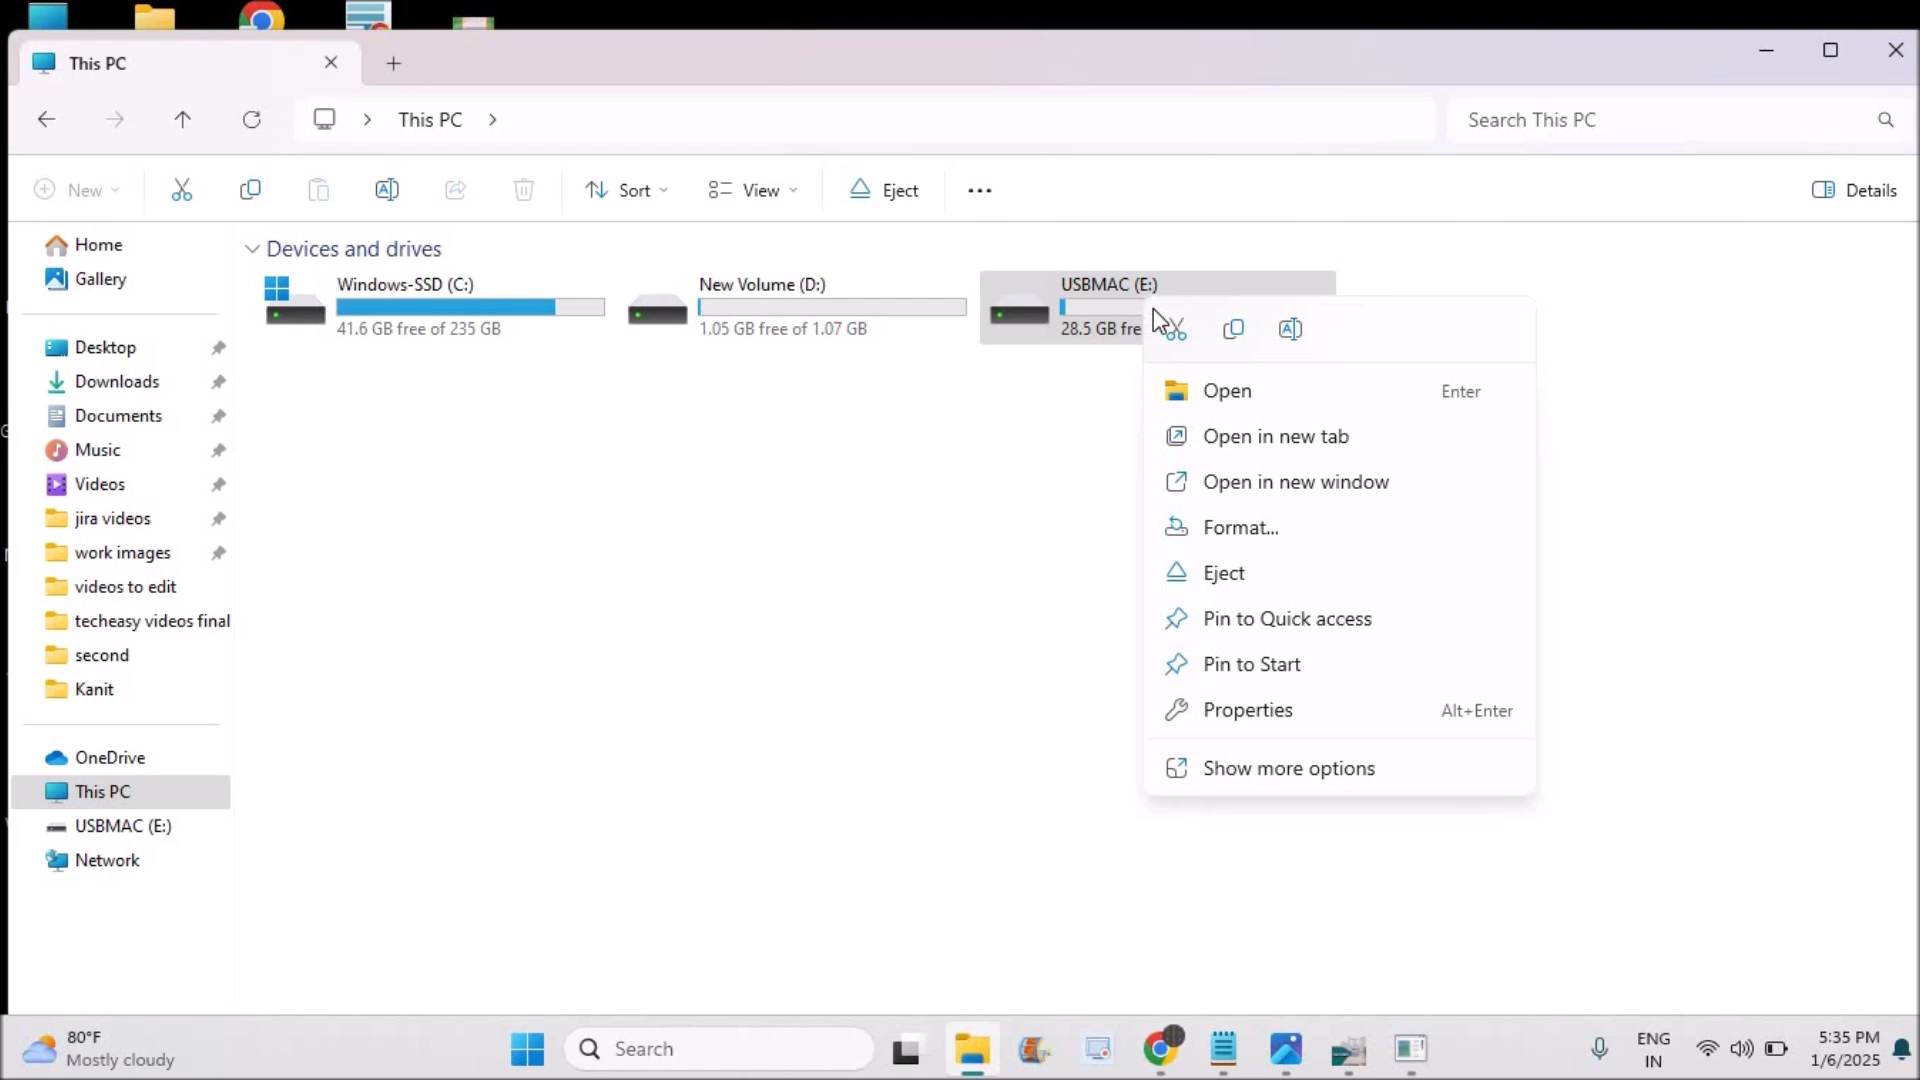 This PC
This PC
Search This PC
New
Sort
View
Eject
Details
Home
Gallery
Desktop
Downloads
Documents
Music
Videos
jira videos
work images
videos to edit
techeasy videos final
second
Kanit
OneDrive
This PC
USBMAC (E:)
Network
Devices and drives
Windows-SSD (C:)
41.6 GB free of 235 GB
New Volume (D:)
1.05 GB free of 1.07 GB
USBMAC (E:)
28.5 GB fre
Open Enter
Open in new tab
Open in new window
Format...
Eject
Pin to Quick access
Pin to Start
Properties Alt+Enter
Show more options
80°F
Mostly cloudy
Search
ENG
IN
5:35 PM
1/6/2025